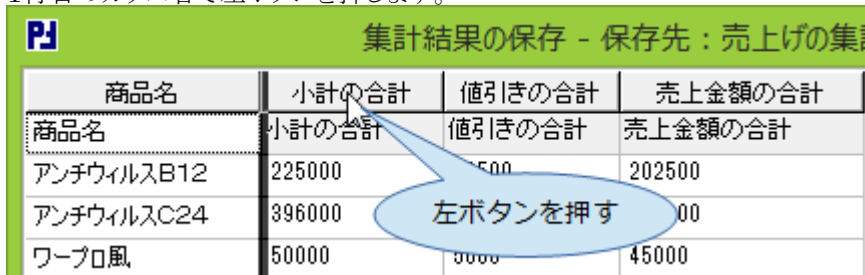 集計結果の保存 - 保存先：売上げの集
商品名 小計の合計 値引きの合計 売上金額の合計
商品名 小計の合計 値引きの合計 売上金額の合計
アンチウィルスB12 225000 202500
アンチウィルスC24 396000
左ボタンを押す
ワープロ風 50000 5000 45000